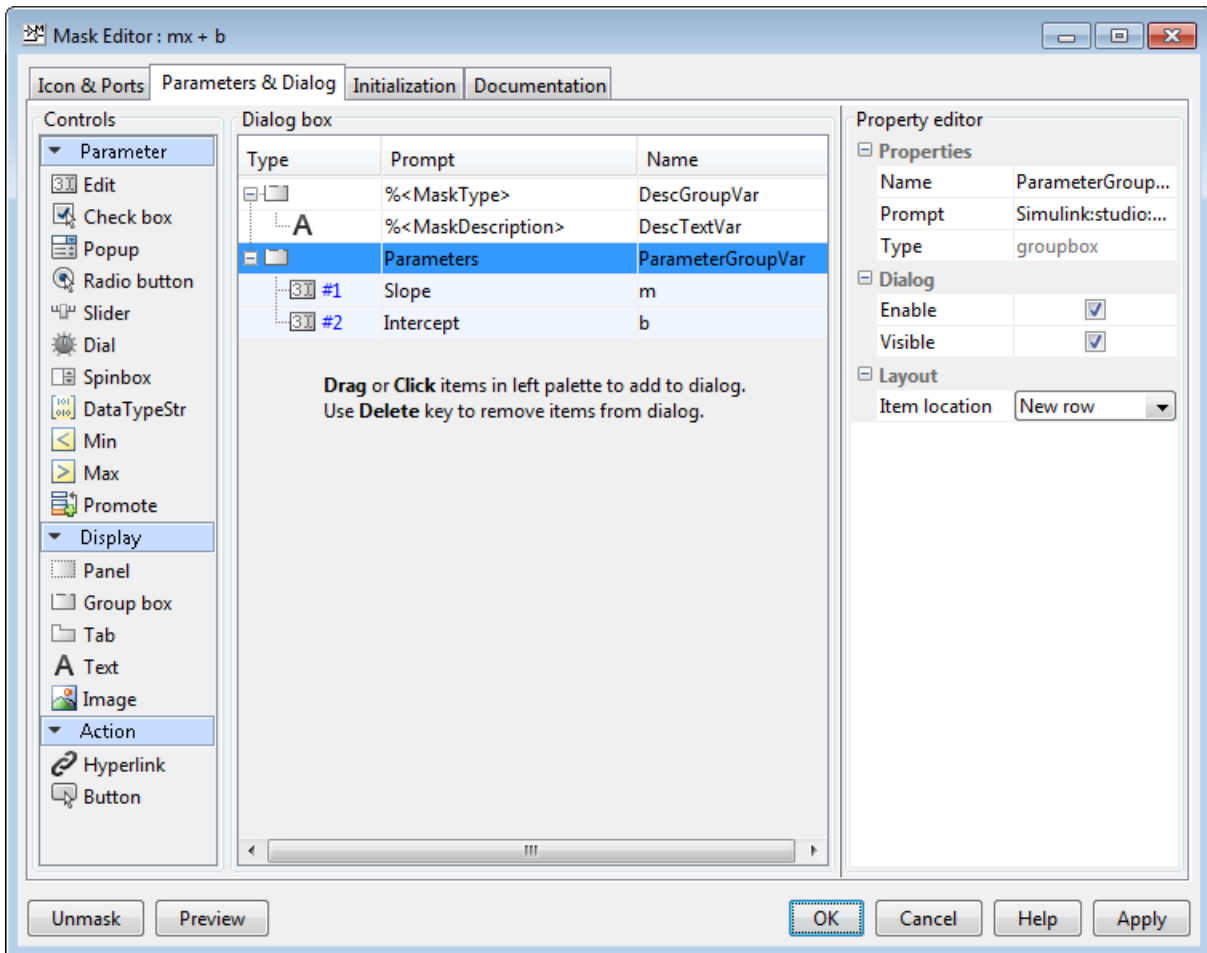 Mask Editor : mx + b
Icon & Ports Parameters & Dialog Initialization Documentation
Controls
Parameter
Edit
Check box
Popup
Radio button
Slider
Dial
Spinbox
DataTypeStr
Min
Max
Promote
Display
Panel
Group box
Tab
Text
Image
Action
Hyperlink
Button
Dialog box
Type Prompt Name
%<MaskType> DescGroupVar
A %<MaskDescription> DescTextVar
Parameters ParameterGroupVar
#1 Slope m
#2 Intercept b
Drag or Click items in left palette to add to dialog.
Use Delete key to remove items from dialog.
Property editor
Properties
Name ParameterGroup...
Prompt Simulink:studio:...
Type groupbox
Dialog
Enable
Visible
Layout
Item location New row
Unmask Preview OK Cancel Help Apply